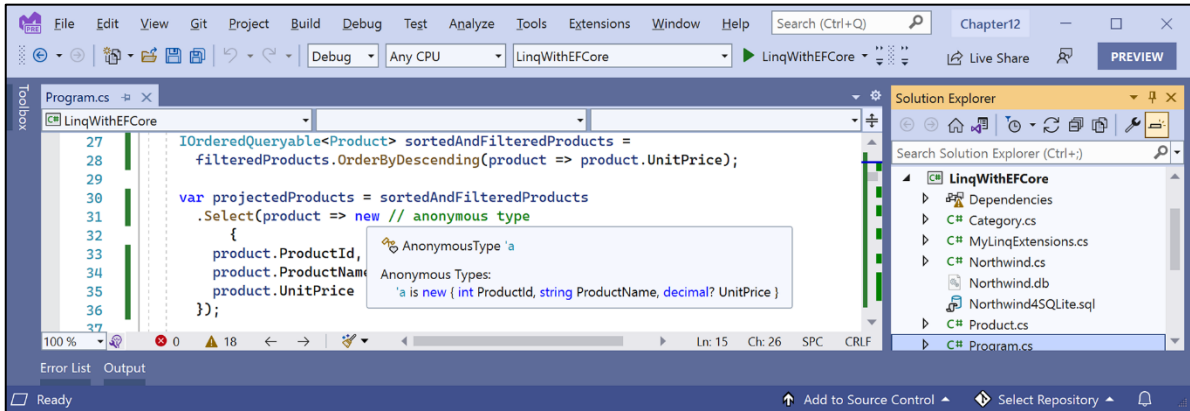 PRE
File Edit View Git Project Build Debug Test Analyze Tools Extensions Window Help Search (Ctrl+Q) Chapter12
Debug Any CPU LinqWithEFCore LinqWithEFCore Live Share PREVIEW
Toolbox
Program.cs
C# LinqWithEFCore
27 IOrderedQueryable<Product> sortedAndFilteredProducts =
28 filteredProducts.OrderByDescending(product => product.UnitPrice);
29
30 var projectedProducts = sortedAndFilteredProducts
31 .Select(product => new // anonymous type
32 {
33 product.ProductId,
34 product.ProductName
35 product.UnitPrice
36 });
37
AnonymousType 'a
Anonymous Types:
'a is new { int ProductId, string ProductName, decimal? UnitPrice }
100 % 0 18 Ln: 15 Ch: 26 SPC CRLF
Solution Explorer
Search Solution Explorer (Ctrl+;)
C# LinqWithEFCore
Dependencies
C# Category.cs
C# MyLinqExtensions.cs
C# Northwind.cs
Northwind.db
Northwind4SQLite.sql
C# Product.cs
C# Program.cs
Error List Output
Ready Add to Source Control Select Repository